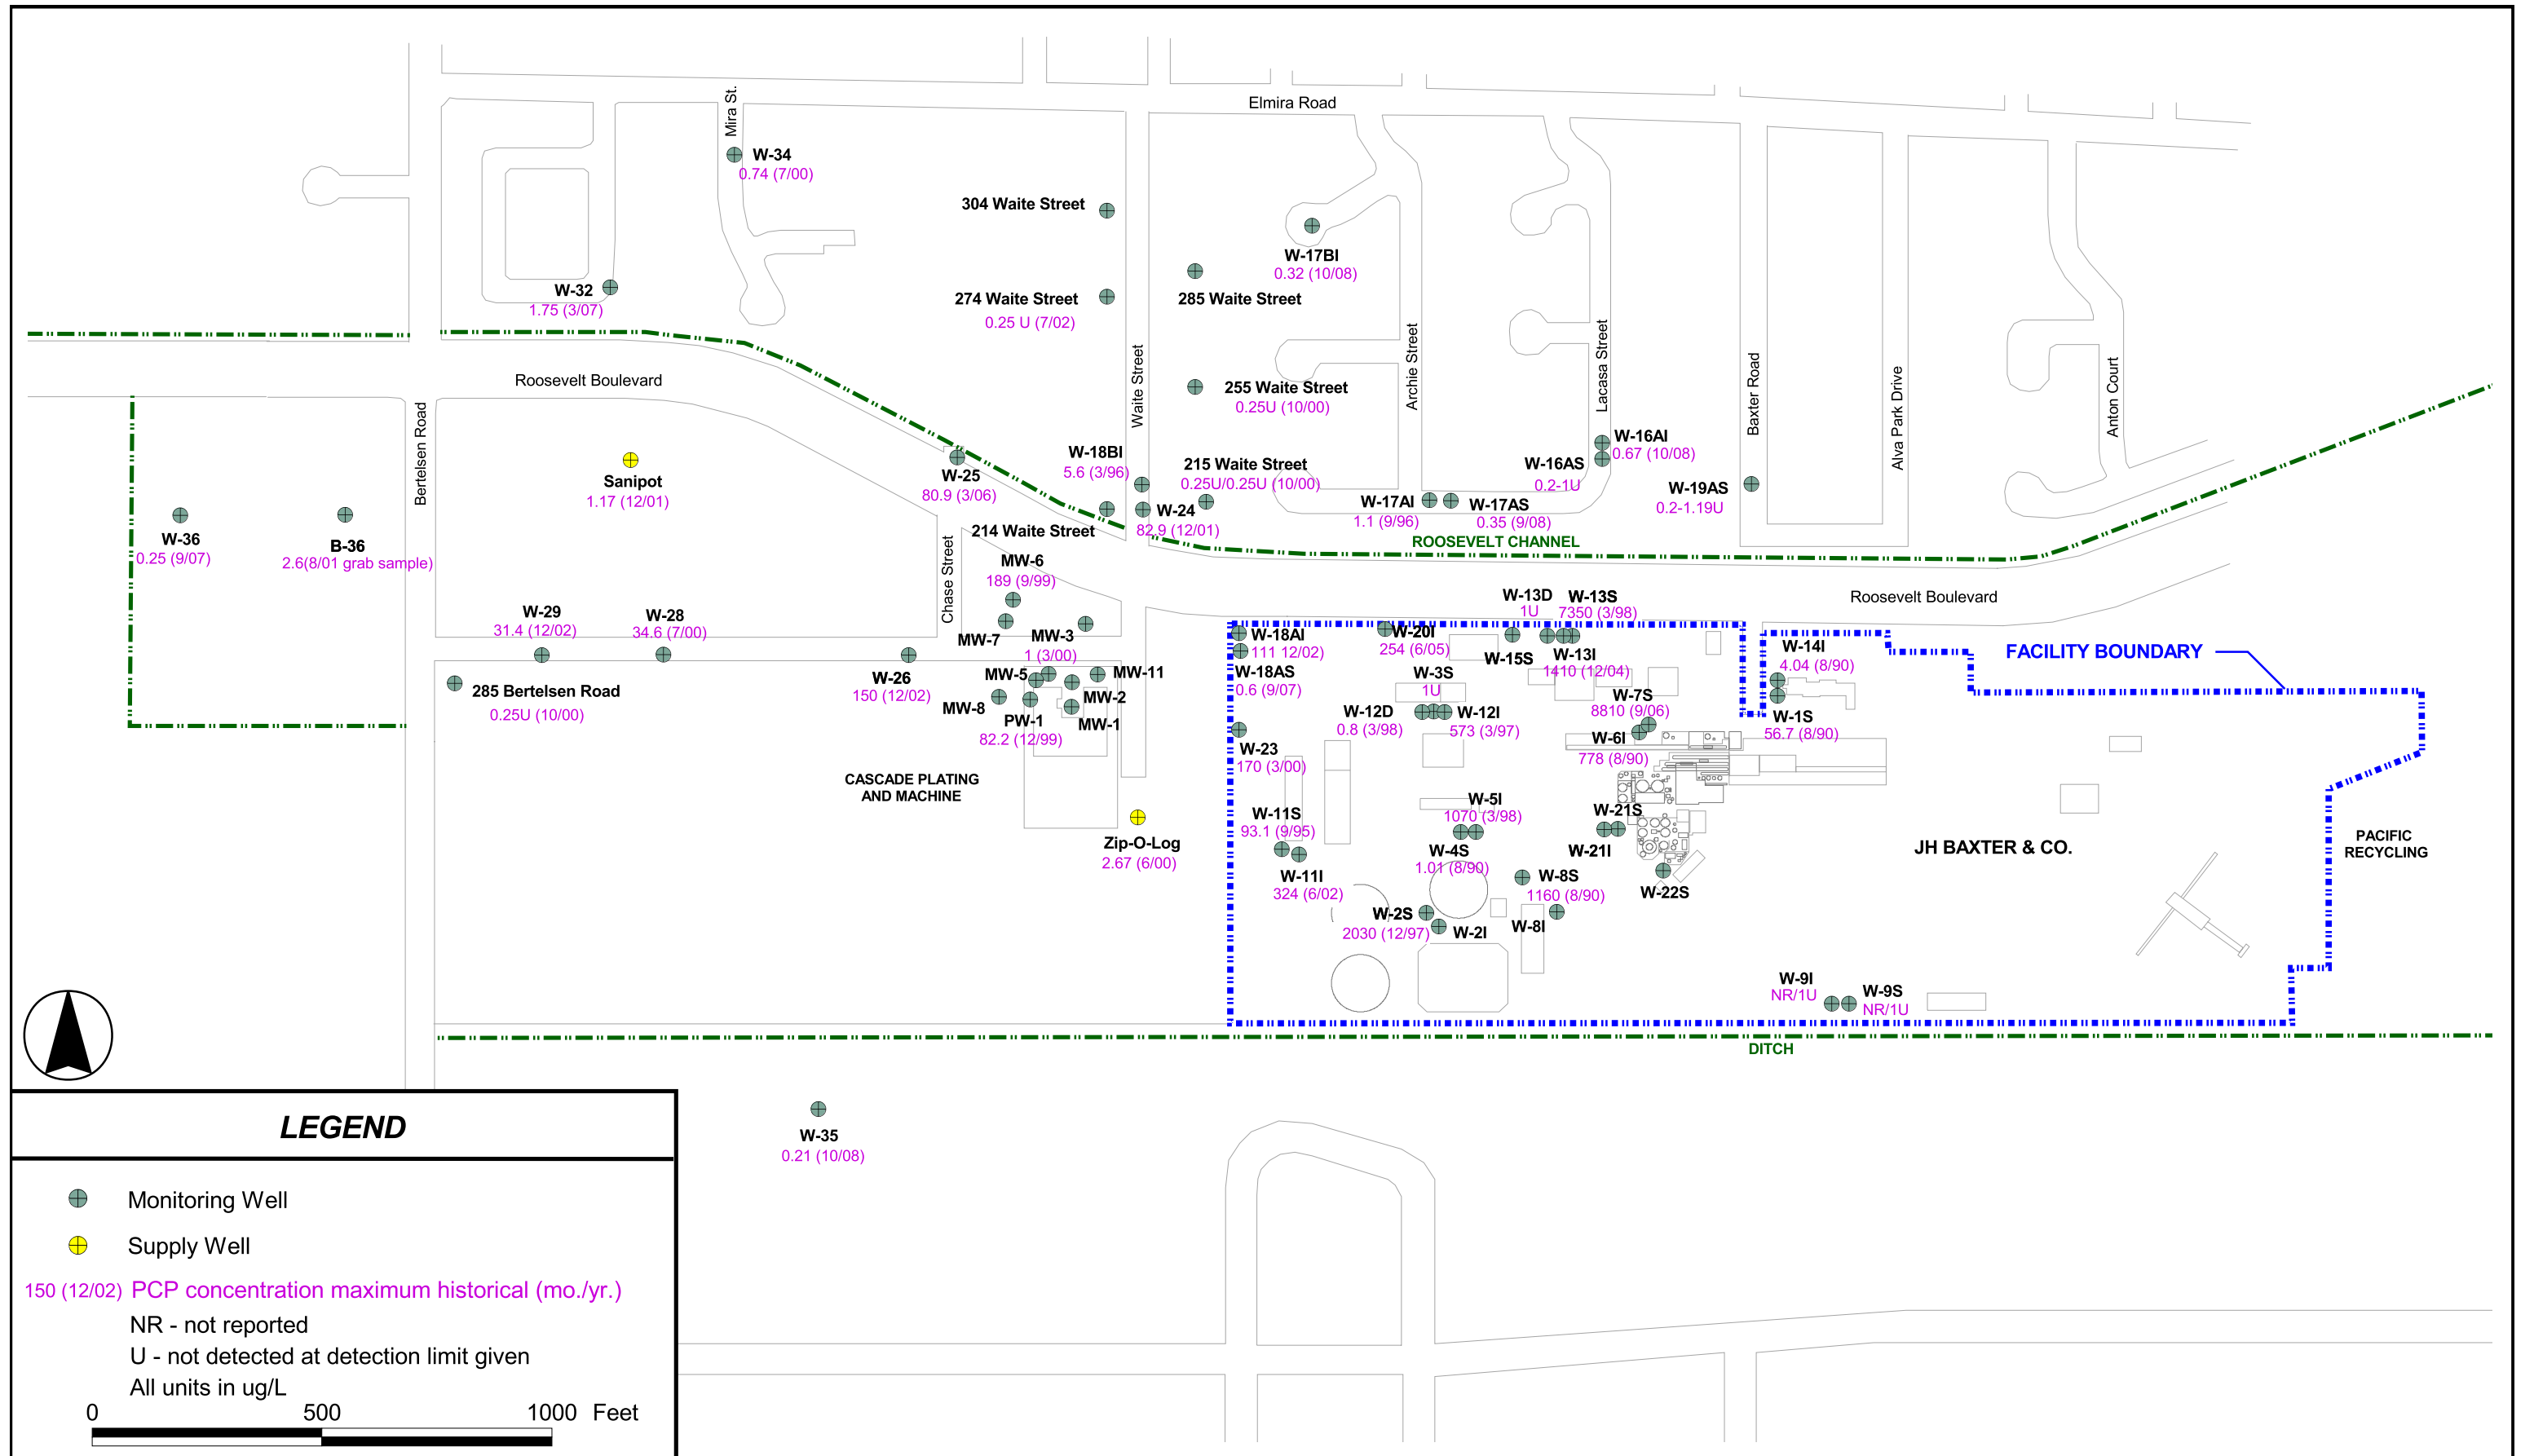 Elmira Road
Mira St.
W-34
0.74 (7/00)
304 Waite Street
W-17BI
0.32 (10/08)
W-32
1.75 (3/07)
274 Waite Street
0.25 U (7/02)
285 Waite Street
Roosevelt Boulevard
Bertelsen Road
Waite Street
255 Waite Street
0.25U (10/00)
Archie Street
Lacasa Street
Baxter Road
Alva Park Drive
Anton Court
Sanipot
1.17 (12/01)
W-25
80.9 (3/06)
W-18BI
5.6 (3/96)
215 Waite Street
0.25U/0.25U (10/00)
W-24
82.9 (12/01)
214 Waite Street
W-16AI
0.67 (10/08)
W-16AS
0.2-1U
W-17AI
1.1 (9/96)
W-17AS
0.35 (9/08)
W-19AS
0.2-1.19U
ROOSEVELT CHANNEL
W-36
0.25 (9/07)
B-36
2.6(8/01 grab sample)
Chase Street
MW-6
189 (9/99)
MW-7
MW-3
1 (3/00)
W-29
31.4 (12/02)
W-28
34.6 (7/00)
285 Bertelsen Road
0.25U (10/00)
W-26
150 (12/02)
MW-5
MW-11
MW-8
MW-2
PW-1
82.2 (12/99)
MW-1
CASCADE PLATING
AND MACHINE
Zip-O-Log
2.67 (6/00)
Roosevelt Boulevard
W-13D
1U
W-13S
7350 (3/98)
W-18AI
111 12/02)
W-18AS
0.6 (9/07)
W-20I
254 (6/05)
W-15S
W-13I
1410 (12/04)
W-3S
1U
W-7S
8810 (9/06)
W-12D
0.8 (3/98)
W-12I
573 (3/97)
W-6I
778 (8/90)
W-14I
4.04 (8/90)
W-1S
56.7 (8/90)
FACILITY BOUNDARY
W-23
170 (3/00)
W-11S
93.1 (9/95)
W-11I
324 (6/02)
W-5I
1070 (3/98)
W-4S
1.01 (8/90)
W-21S
W-21I
W-8S
1160 (8/90)
W-8I
W-22S
W-2S
2030 (12/97)
W-2I
JH BAXTER & CO.
PACIFIC
RECYCLING
W-9I
NR/1U
W-9S
NR/1U
DITCH
W-35
0.21 (10/08)
LEGEND
Monitoring Well
Supply Well
150 (12/02) PCP concentration maximum historical (mo./yr.)
NR - not reported
U - not detected at detection limit given
All units in ug/L
0 500 1000 Feet